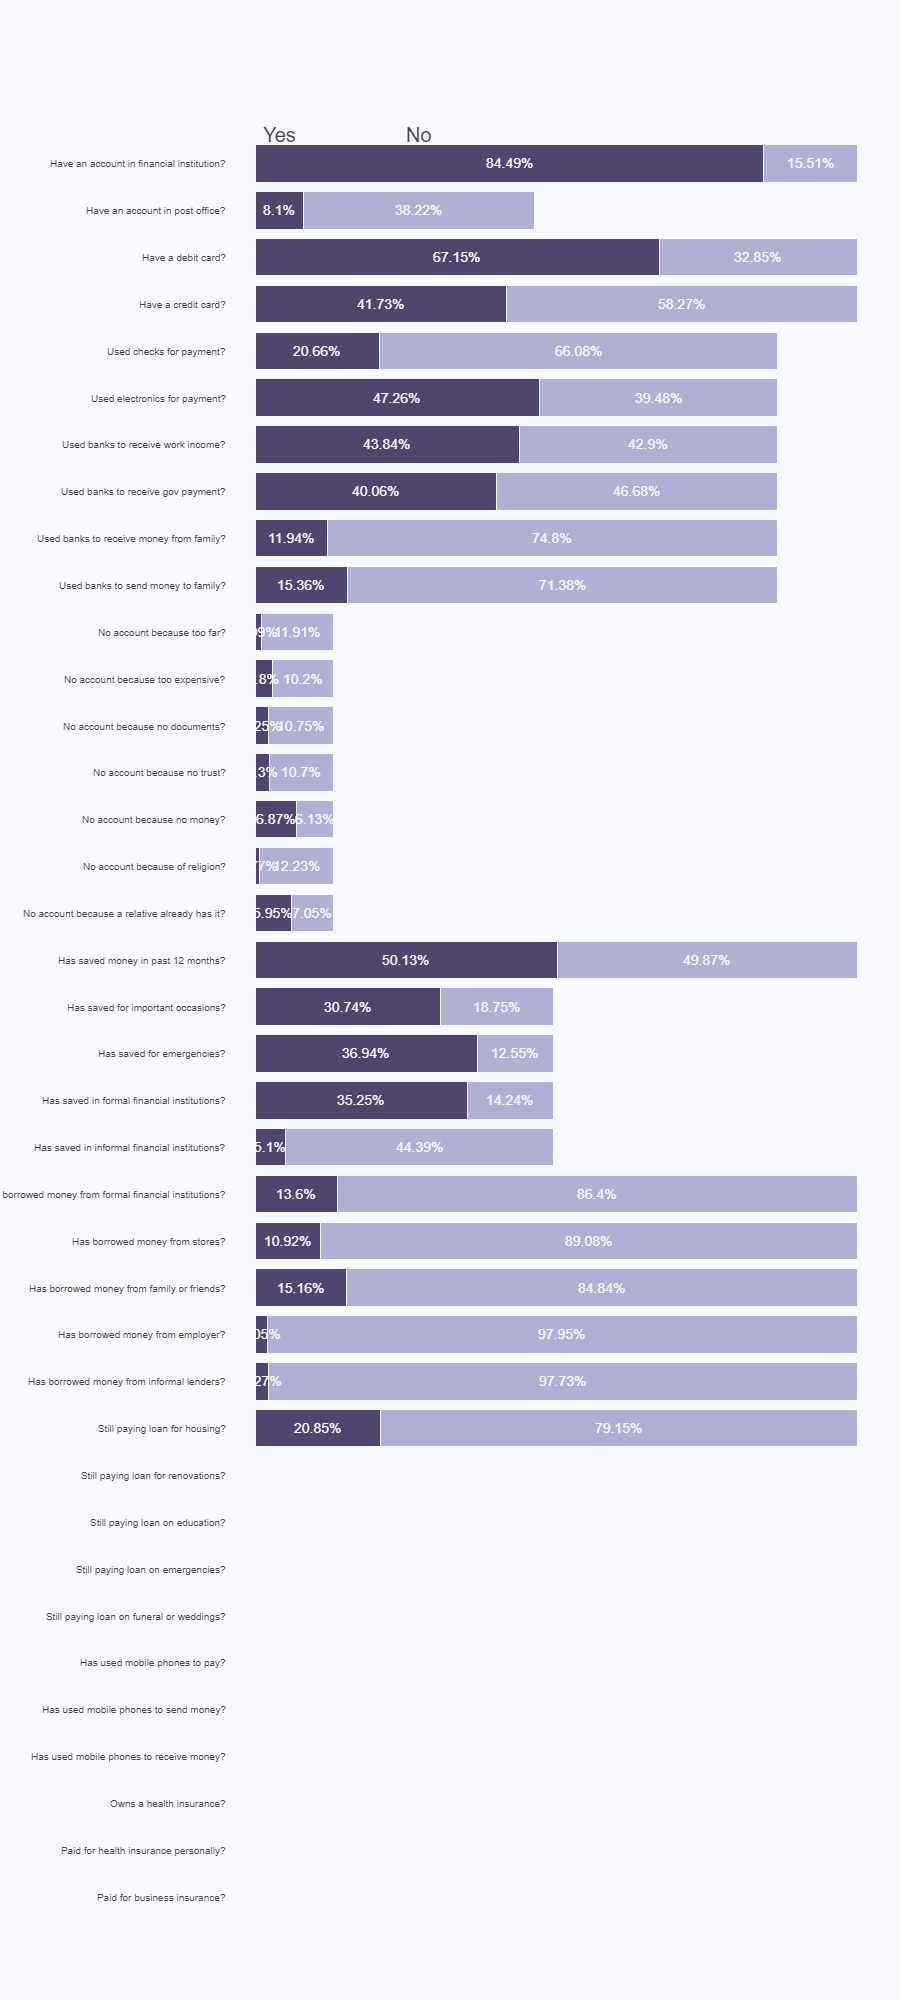 Yes No
Have an account in financial institution? 84.49% 15.51%
Have an account in post office? 8.1% 38.22%
Have a debit card? 67.15% 32.85%
Have a credit card? 41.73% 58.27%
Used checks for payment? 20.66% 66.08%
Used electronics for payment? 47.26% 39.48%
Used banks to receive work income? 43.84% 42.9%
Used banks to receive gov payment? 40.06% 46.68%
Used banks to receive money from family? 11.94% 74.8%
Used banks to send money to family? 15.36% 71.38%
No account because too far? 11.91%
No account because too expensive? 10.2%
No account because no documents? 10.75%
No account because no trust? 10.7%
No account because no money? 6.87% 6.13%
No account because of religion? 12.23%
No account because a relative already has it? 5.95% 7.05%
Has saved money in past 12 months? 50.13% 49.87%
Has saved for important occasions? 30.74% 18.75%
Has saved for emergencies? 36.94% 12.55%
Has saved in formal financial institutions? 35.25% 14.24%
Has saved in informal financial institutions? 5.1% 44.39%
borrowed money from formal financial institutions? 13.6% 86.4%
Has borrowed money from stores? 10.92% 89.08%
Has borrowed money from family or friends? 15.16% 84.84%
Has borrowed money from employer? 97.95%
Has borrowed money from informal lenders? 97.73%
Still paying loan for housing? 20.85% 79.15%
Still paying loan for renovations?
Still paying loan on education?
Still paying loan on emergencies?
Still paying loan on funeral or weddings?
Has used mobile phones to pay?
Has used mobile phones to send money?
Has used mobile phones to receive money?
Owns a health insurance?
Paid for health insurance personally?
Paid for business insurance?